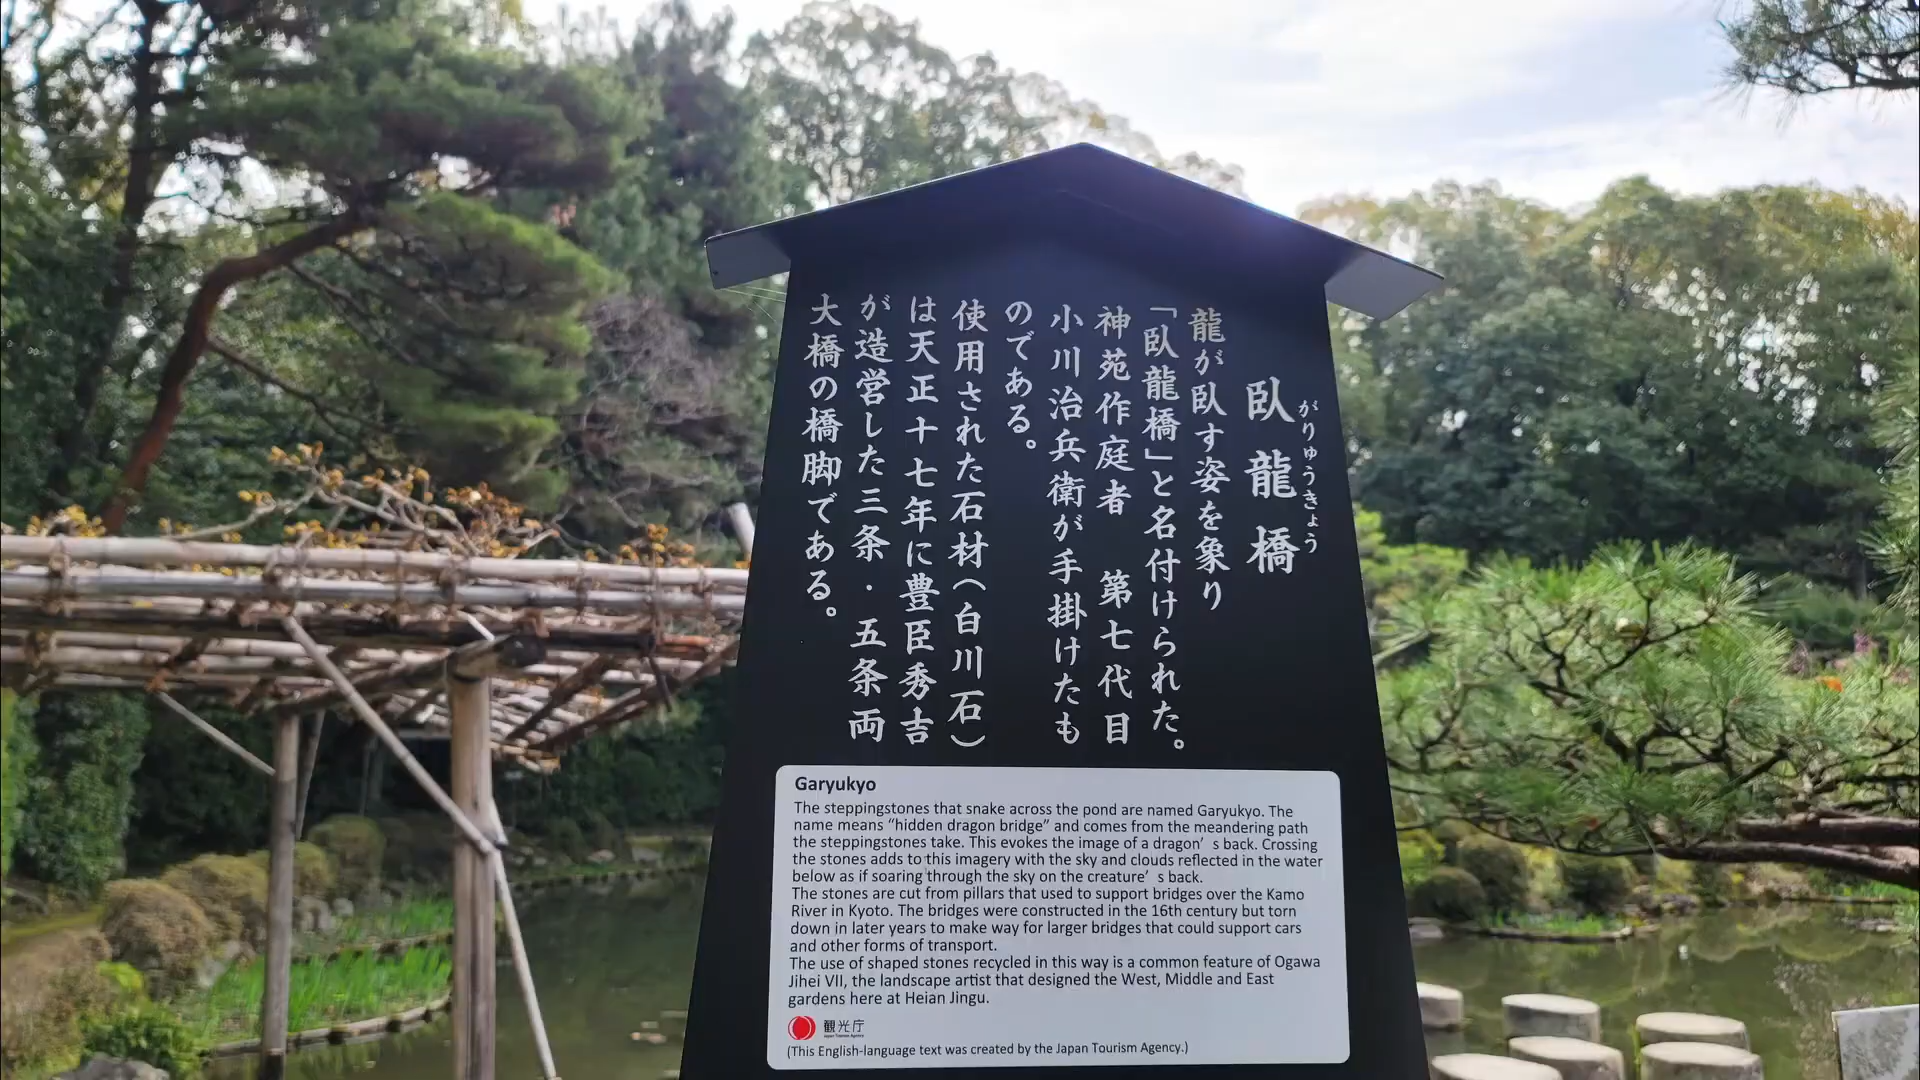 臥龍橋
がりゅうきょう
龍が臥す姿を象り
「臥龍橋」と名付けられた。
神苑作庭者　第七代目
小川治兵衛が手掛けたも
のである。
使用された石材（白川石）
は天正十七年に豊臣秀吉
が造営した三条・五条両
大橋の橋脚である。
Garyukyo
The steppingstones that snake across the pond are named Garyukyo. The
name means “hidden dragon bridge” and comes from the meandering path
the steppingstones take. This evokes the image of a dragon’ s back. Crossing
the stones adds to this imagery with the sky and clouds reflected in the water
below as if soaring through the sky on the creature’ s back.
The stones are cut from pillars that used to support bridges over the Kamo
River in Kyoto. The bridges were constructed in the 16th century but torn
down in later years to make way for larger bridges that could support cars
and other forms of transport.
The use of shaped stones recycled in this way is a common feature of Ogawa
Jihei VII, the landscape artist that designed the West, Middle and East
gardens here at Heian Jingu.
観光庁
Japan Tourism Agency
(This English-language text was created by the Japan Tourism Agency.)